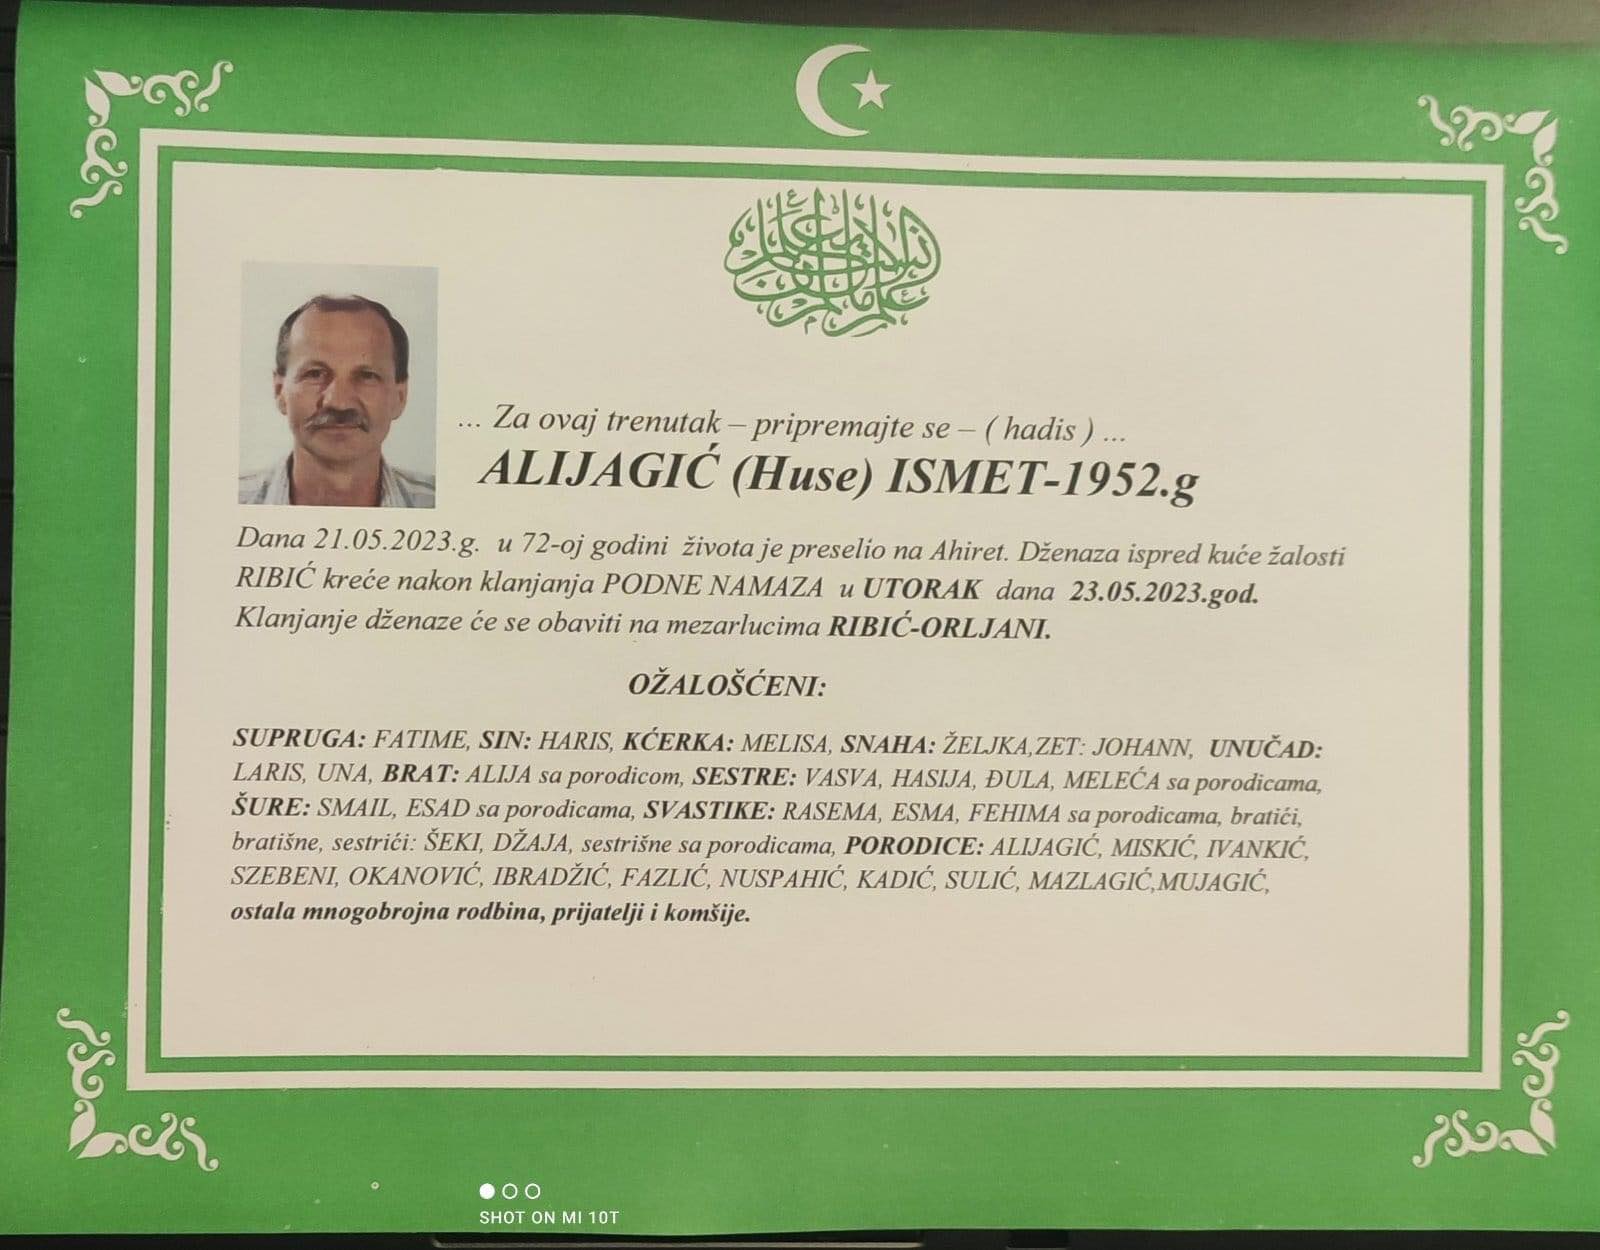 ... Za ovaj trenutak – pripremajte se – ( hadis ) ...
ALIJAGIĆ (Huse) ISMET-1952.g
Dana 21.05.2023.g. u 72-oj godini života je preselio na Ahiret. Dženaza ispred kuće žalosti
RIBIĆ kreće nakon klanjanja PODNE NAMAZA u UTORAK dana 23.05.2023.god.
Klanjanje dženaze će se obaviti na mezarlucima RIBIĆ-ORLJANI.
OŽALOŠĆENI:
SUPRUGA: FATIME, SIN: HARIS, KĆERKA: MELISA, SNAHA: ŽELJKA,ZET: JOHANN, UNUČAD:
LARIS, UNA, BRAT: ALIJA sa porodicom, SESTRE: VASVA, HASIJA, ĐULA, MELEĆA sa porodicama,
ŠURE: SMAIL, ESAD sa porodicama, SVASTIKE: RASEMA, ESMA, FEHIMA sa porodicama, bratići,
bratišne, sestrići: ŠEKI, DŽAJA, sestrišne sa porodicama, PORODICE: ALIJAGIĆ, MISKIĆ, IVANKIĆ,
SZEBENI, OKANOVIĆ, IBRADŽIĆ, FAZLIĆ, NUSPAHIĆ, KADIĆ, SULIĆ, MAZLAGIĆ,MUJAGIĆ,
ostala mnogobrojna rodbina, prijatelji i komšije.
SHOT ON MI 10T